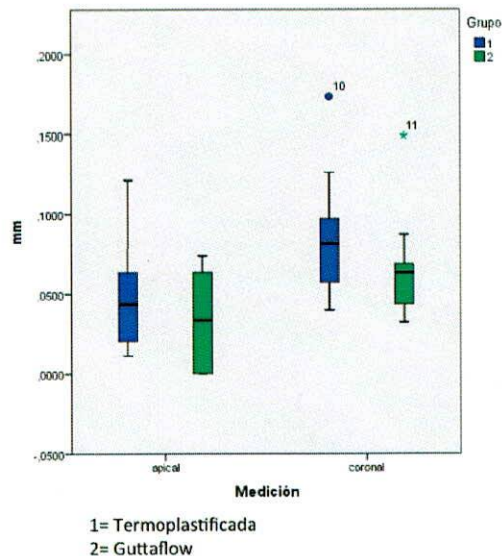 Grupo
1
2
,2000
10
,1500
11
mm
,1000
,0500
,0000
-,0500
apical
coronal
Medición
1= Termoplastificada
2= Guttaflow